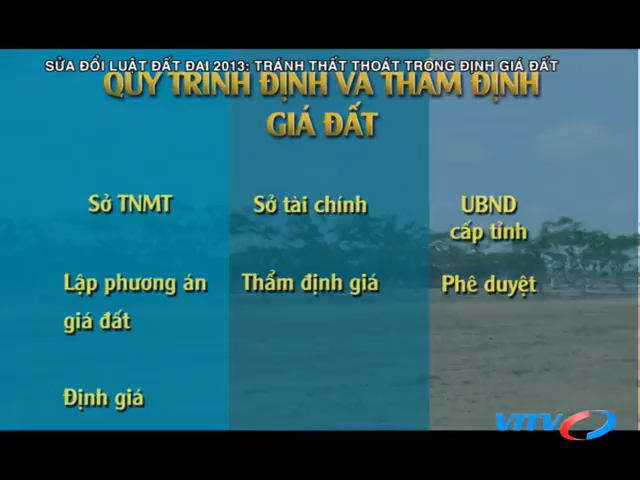 SỬA ĐỔI LUẬT ĐẤT ĐAI 2013: TRÁNH THẤT THOÁT TRONG ĐỊNH GIÁ ĐẤT
QUY TRÌNH ĐỊNH VÀ THẨM ĐỊNH
GIÁ ĐẤT
Sở TNMT
Sở tài chính
UBND
cấp tỉnh
Lập phương án
giá đất
Thẩm định giá
Phê duyệt
Định giá
VITV